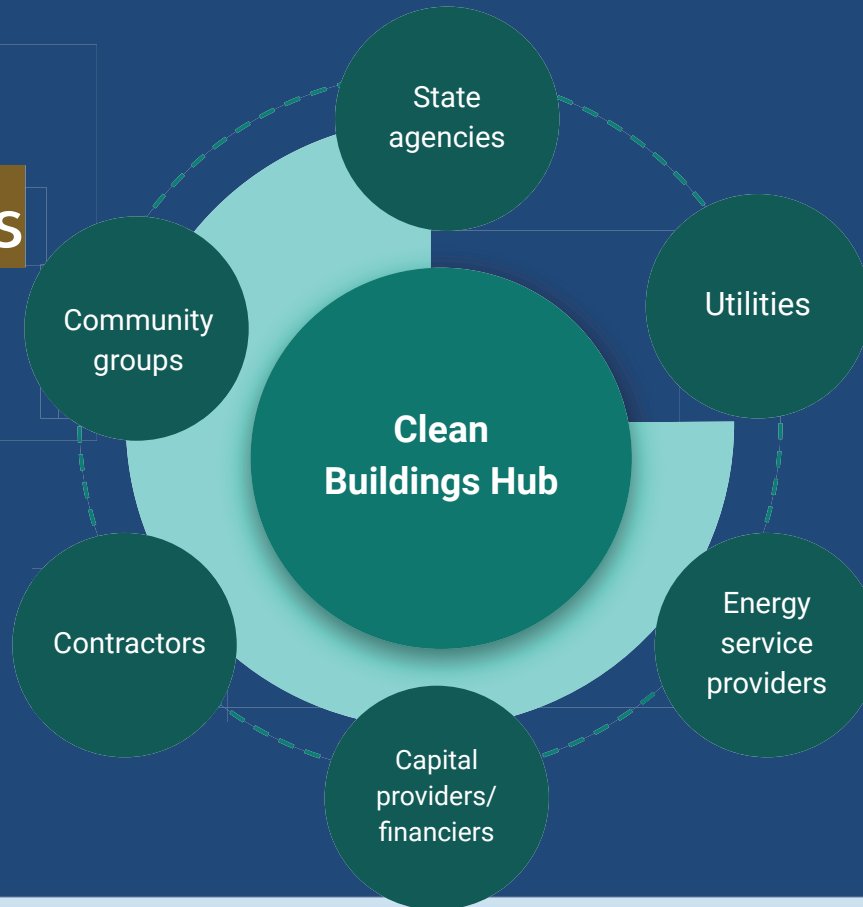 State
agencies
s
Utilities
Community
groups
Clean
Buildings Hub
Energy
service
providers
Contractors
Capital
providers/
financiers